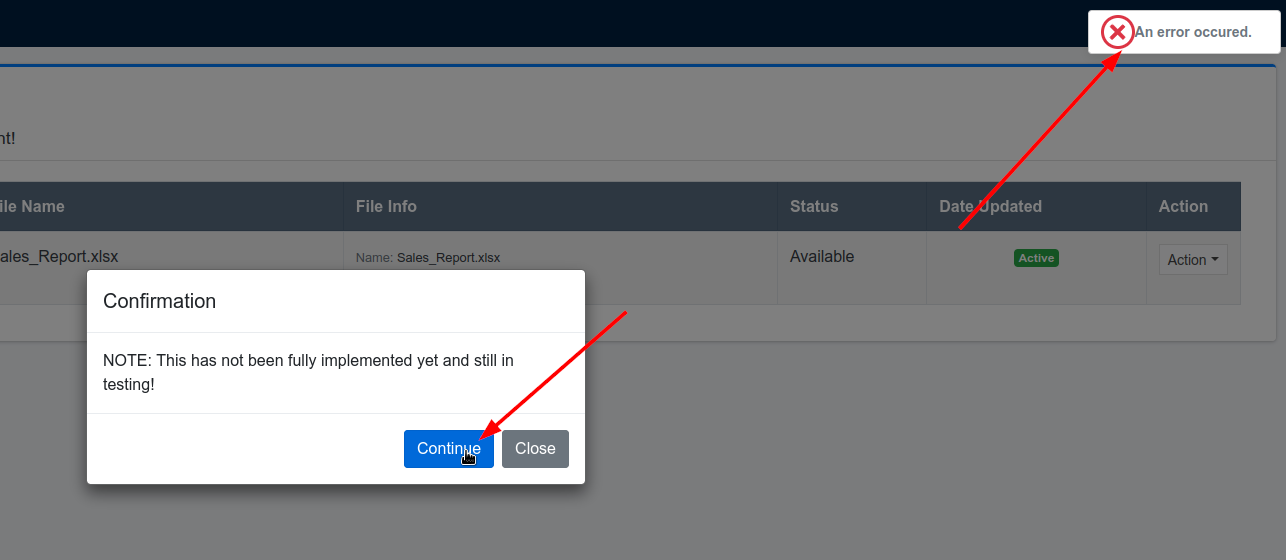 An error occured.
nt!
ile Name File Info Status Date Updated Action
ales_Report.xlsx Name: Sales_Report.xlsx Available Active Action
Confirmation
NOTE: This has not been fully implemented yet and still in
testing!
Continue Close